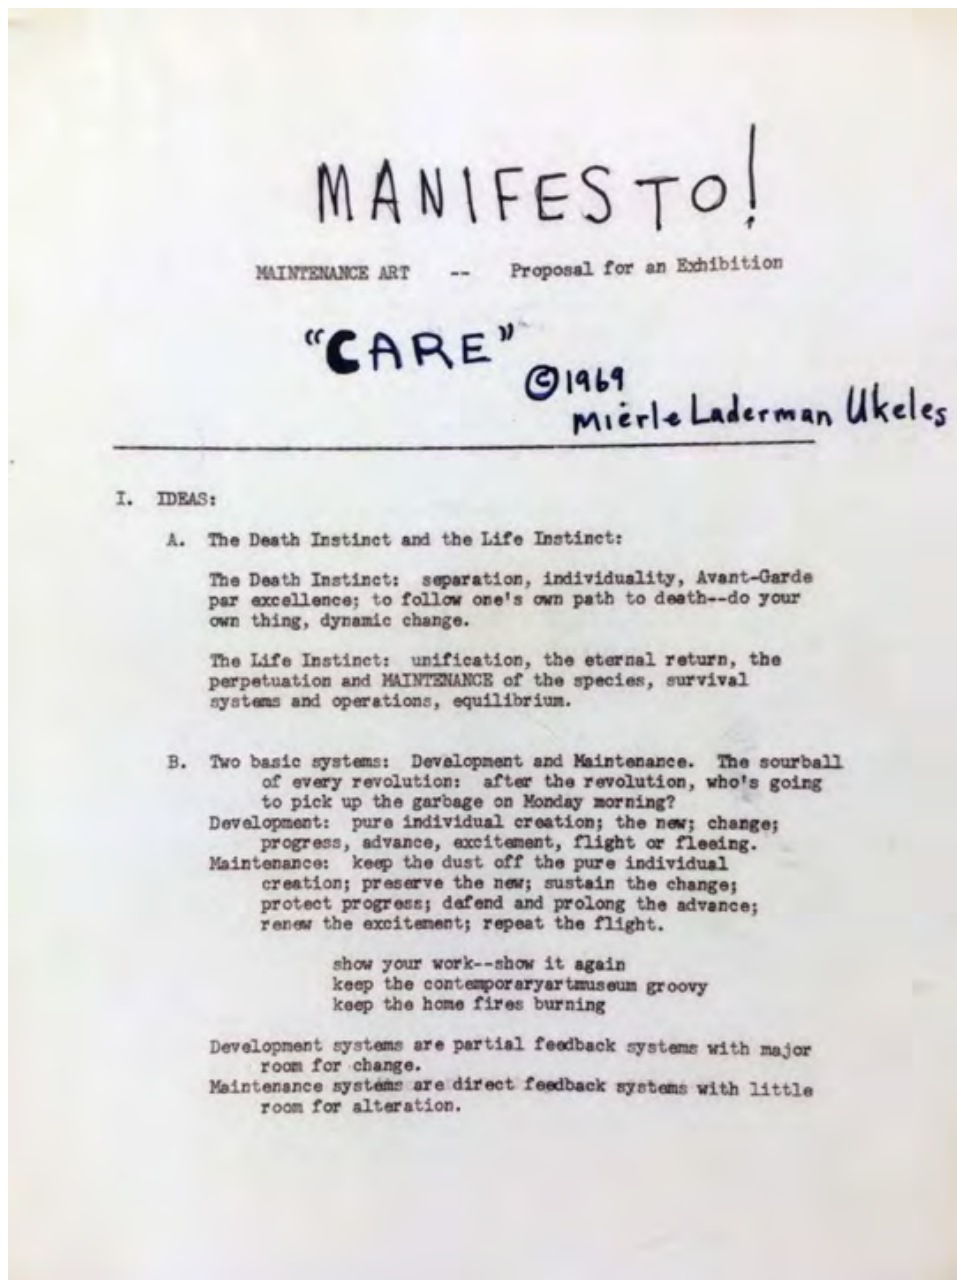 MANIFESTO!
MAINTENANCE ART -- Proposal for an Exhibition
"CARE"
©1969
Mierle Laderman Ukeles
I. IDEAS:
A. The Death Instinct and the Life Instinct:
The Death Instinct: separation, individuality, Avant-Garde
par excellence; to follow one's own path to death--do your
own thing, dynamic change.
The Life Instinct: unification, the eternal return, the
perpetuation and MAINTENANCE of the species, survival
systems and operations, equilibrium.
B. Two basic systems: Development and Maintenance. The sourball
of every revolution: after the revolution, who's going
to pick up the garbage on Monday morning?
Development: pure individual creation; the new; change;
progress, advance, excitement, flight or fleeing.
Maintenance: keep the dust off the pure individual
creation; preserve the new; sustain the change;
protect progress; defend and prolong the advance;
renew the excitement; repeat the flight.
show your work--show it again
keep the contemporaryartmuseum groovy
keep the home fires burning
Development systems are partial feedback systems with major
room for change.
Maintenance systems are direct feedback systems with little
room for alteration.